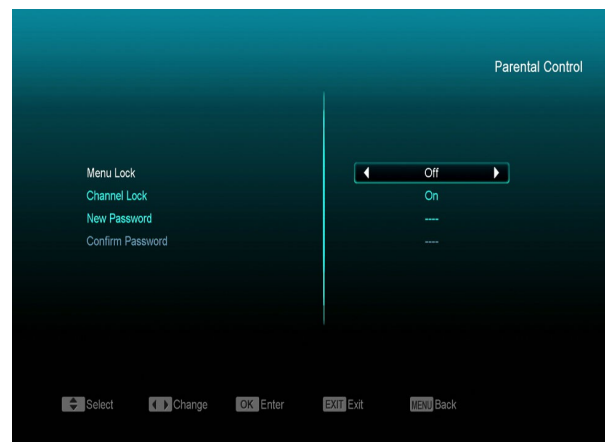 Parental Control
Menu Lock Off
Channel Lock On
New Password ----
Confirm Password ----
Select Change OK Enter EXIT Exit MENU Back